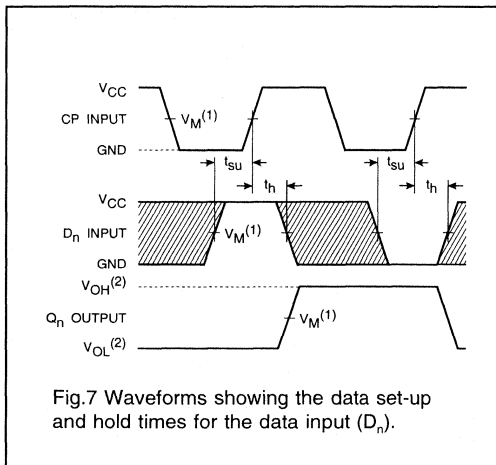 VCC
CP INPUT
VM(1)
GND
tsu
tsu
th
th
VCC
Dn INPUT
VM(1)
GND
VOH(2)
Qn OUTPUT
VM(1)
VOL(2)
Fig.7 Waveforms showing the data set-up
and hold times for the data input (Dn).